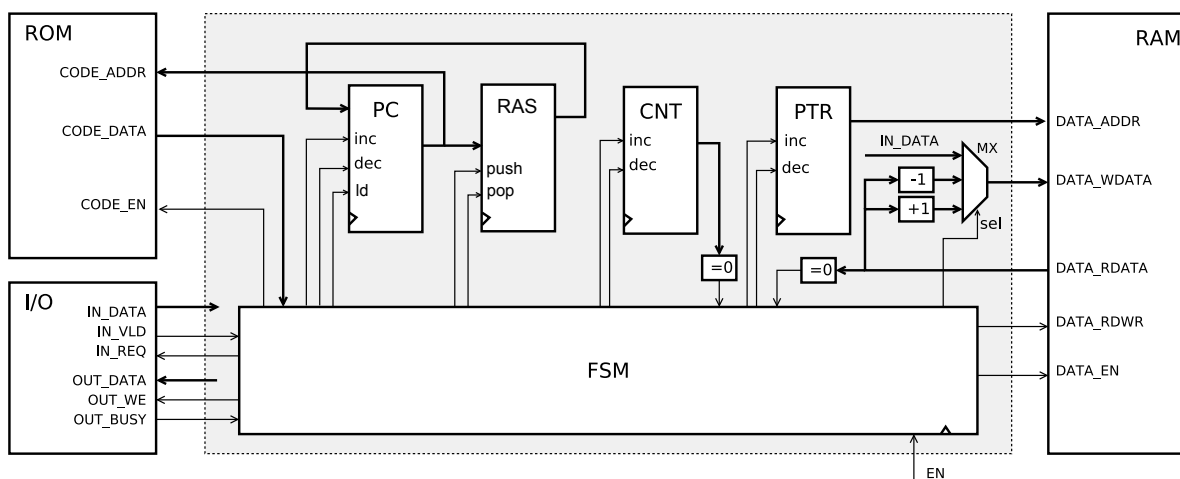 ROM
CODE_ADDR
CODE_DATA
CODE_EN
I/O
IN_DATA
IN_VLD
IN_REQ
OUT_DATA
OUT_WE
OUT_BUSY
PC
inc
dec
ld
RAS
push
pop
CNT
inc
dec
=0
PTR
inc
dec
=0
IN_DATA
MX
-1
+1
sel
FSM
EN
RAM
DATA_ADDR
DATA_WDATA
DATA_RDATA
DATA_RDWR
DATA_EN